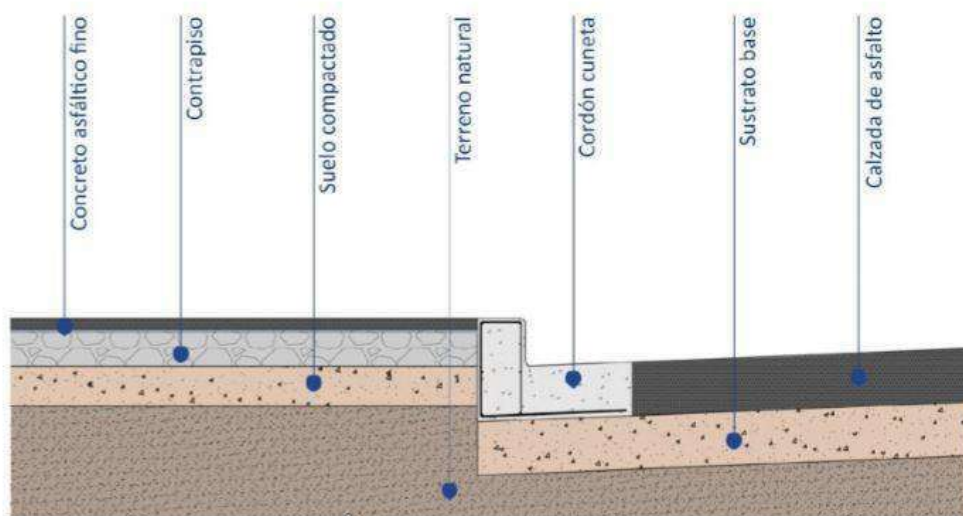 Concreto asfáltico fino
Contrapiso
Suelo compactado
Terreno natural
Cordón cuneta
Sustrato base
Calzada de asfalto